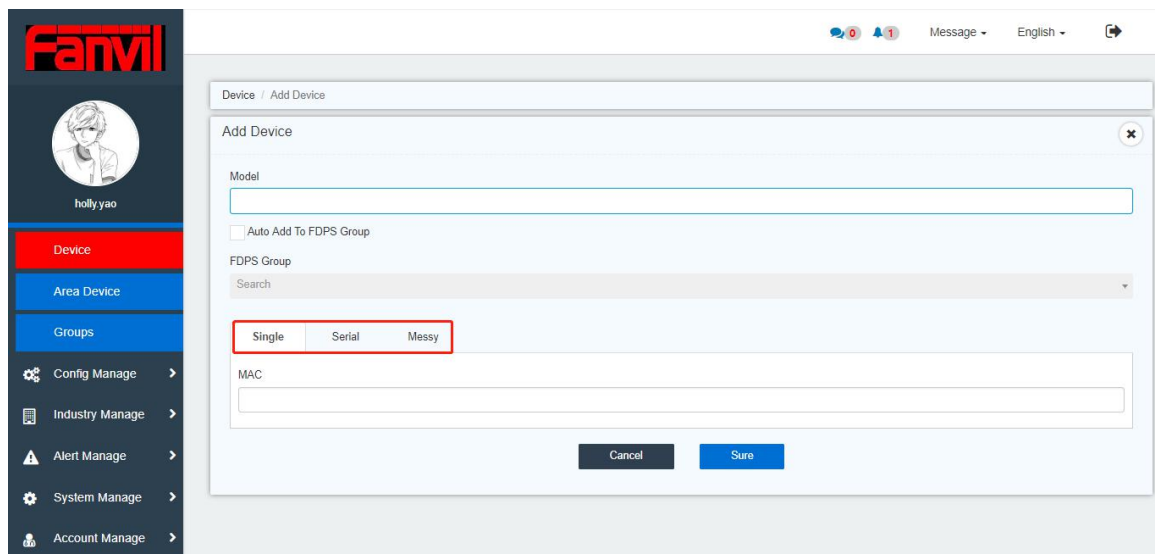 Fanvil
0 1 Message English
Device / Add Device
Add Device
Model
holly.yao
Auto Add To FDPS Group
Device
FDPS Group
Search
Area Device
Groups
Single Serial Messy
Config Manage
MAC
Industry Manage
Alert Manage
Cancel Sure
System Manage
Account Manage